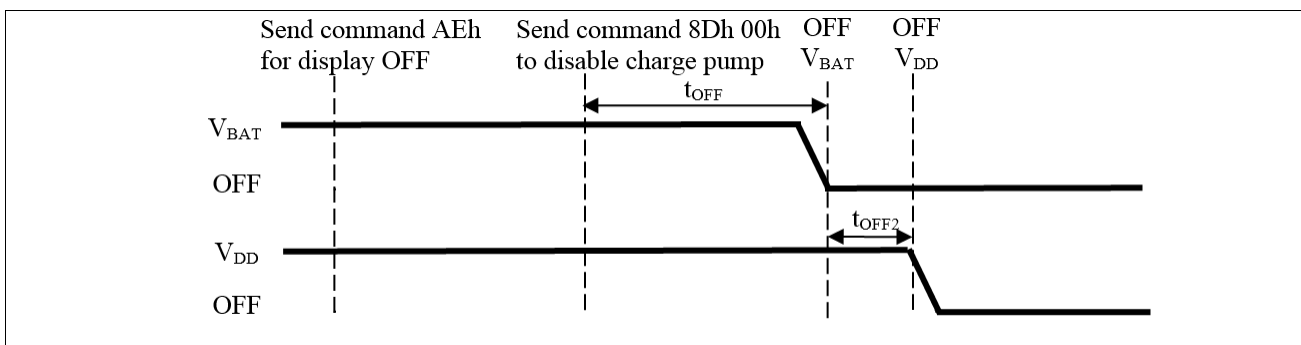 Send command AEh
for display OFF
Send command 8Dh 00h
to disable charge pump
OFF
VBAT
OFF
VDD
tOFF
VBAT
OFF
tOFF2
VDD
OFF